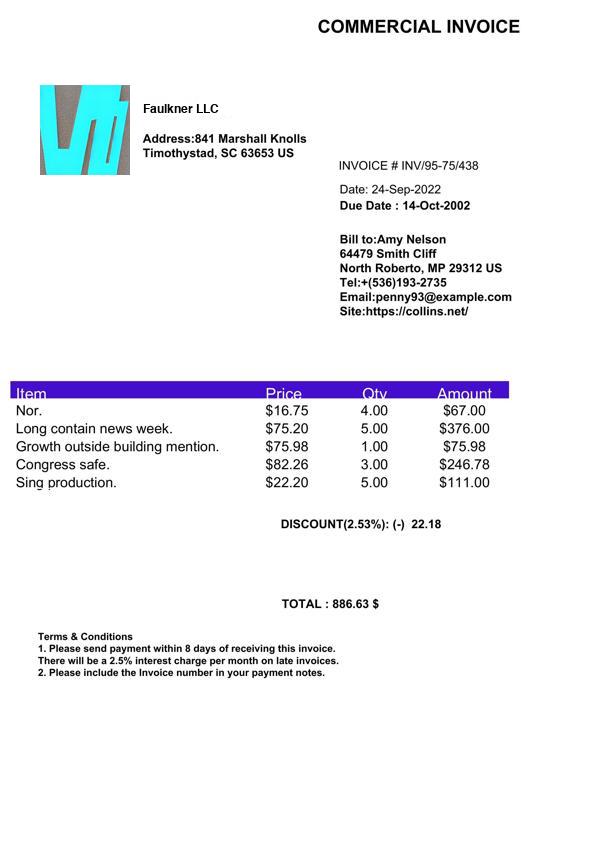 COMMERCIAL INVOICE
Faulkner LLC
Address:841 Marshall Knolls
Timothystad, SC 63653 US
INVOICE # INV/95-75/438
Date: 24-Sep-2022
Due Date : 14-Oct-2002
Bill to:Amy Nelson
64479 Smith Cliff
North Roberto, MP 29312 US
Tel:+(536)193-2735
Email:penny93@example.com
Site:https://collins.net/
Item Price Qty Amount
Nor. $16.75 4.00 $67.00
Long contain news week. $75.20 5.00 $376.00
Growth outside building mention. $75.98 1.00 $75.98
Congress safe. $82.26 3.00 $246.78
Sing production. $22.20 5.00 $111.00
DISCOUNT(2.53%): (-) 22.18
TOTAL : 886.63 $
Terms & Conditions
1. Please send payment within 8 days of receiving this invoice.
There will be a 2.5% interest charge per month on late invoices.
2. Please include the Invoice number in your payment notes.